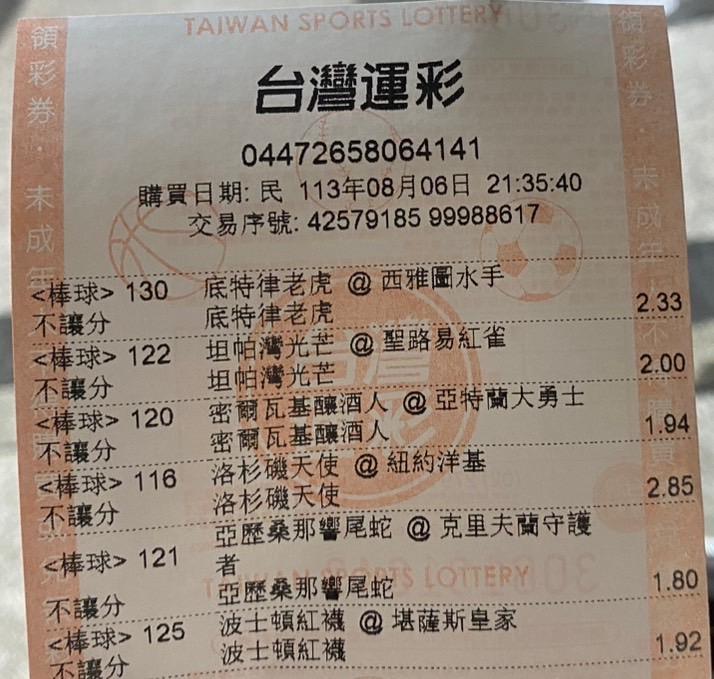 TAIWAN SPORTS LOTTERY
台灣運彩
04472658064141
購買日期: 民 113年08月06日 21:35:40
交易序號: 42579185 99988617
<棒球> 130 底特律老虎 @ 西雅圖水手
不讓分 底特律老虎 2.33
<棒球> 122 坦帕灣光芒 @ 聖路易紅雀
不讓分 坦帕灣光芒 2.00
<棒球> 120 密爾瓦基釀酒人 @ 亞特蘭大勇士
不讓分 密爾瓦基釀酒人 1.94
<棒球> 116 洛杉磯天使 @ 紐約洋基
不讓分 洛杉磯天使 2.85
<棒球> 121 亞歷桑那響尾蛇 @ 克里夫蘭守護
者
不讓分 亞歷桑那響尾蛇 1.80
<棒球> 125 波士頓紅襪 @ 堪薩斯皇家
不讓分 波士頓紅襪 1.92
領彩券
未成年
領彩券
未成年
台灣
彩
TAIWAN SPORTS LOTTERY